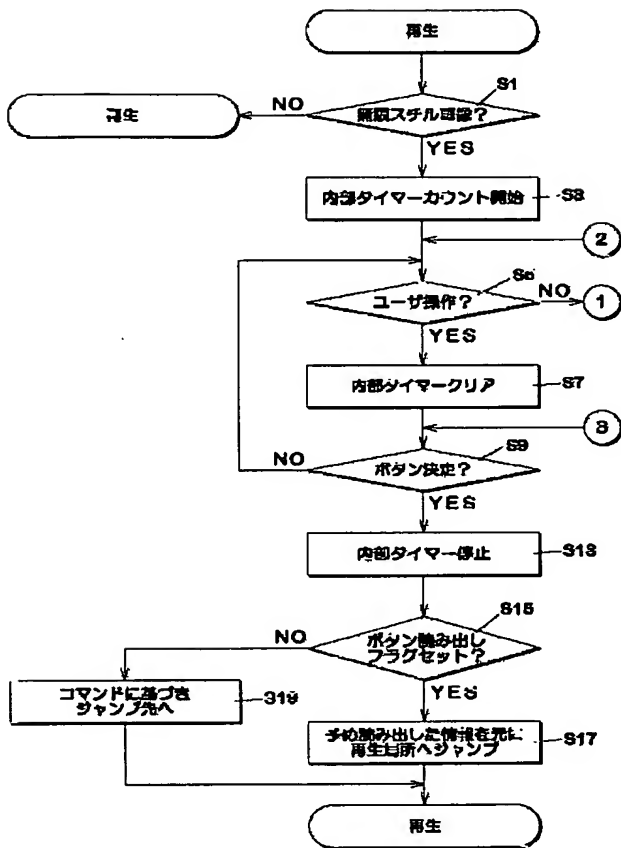 再生
S1
無限スチル画像？
NO
再生
YES
内部タイマーカウント開始
S3
2
S5
ユーザ操作？
NO
1
YES
内部タイマークリア
S7
3
S9
ボタン決定？
NO
YES
内部タイマー停止
S13
S15
ボタン読み出し
フラグセット？
NO
YES
コマンドに基づき
ジャンプ先へ
S19
予め読み出した情報を元に
再生箇所へジャンプ
S17
再生